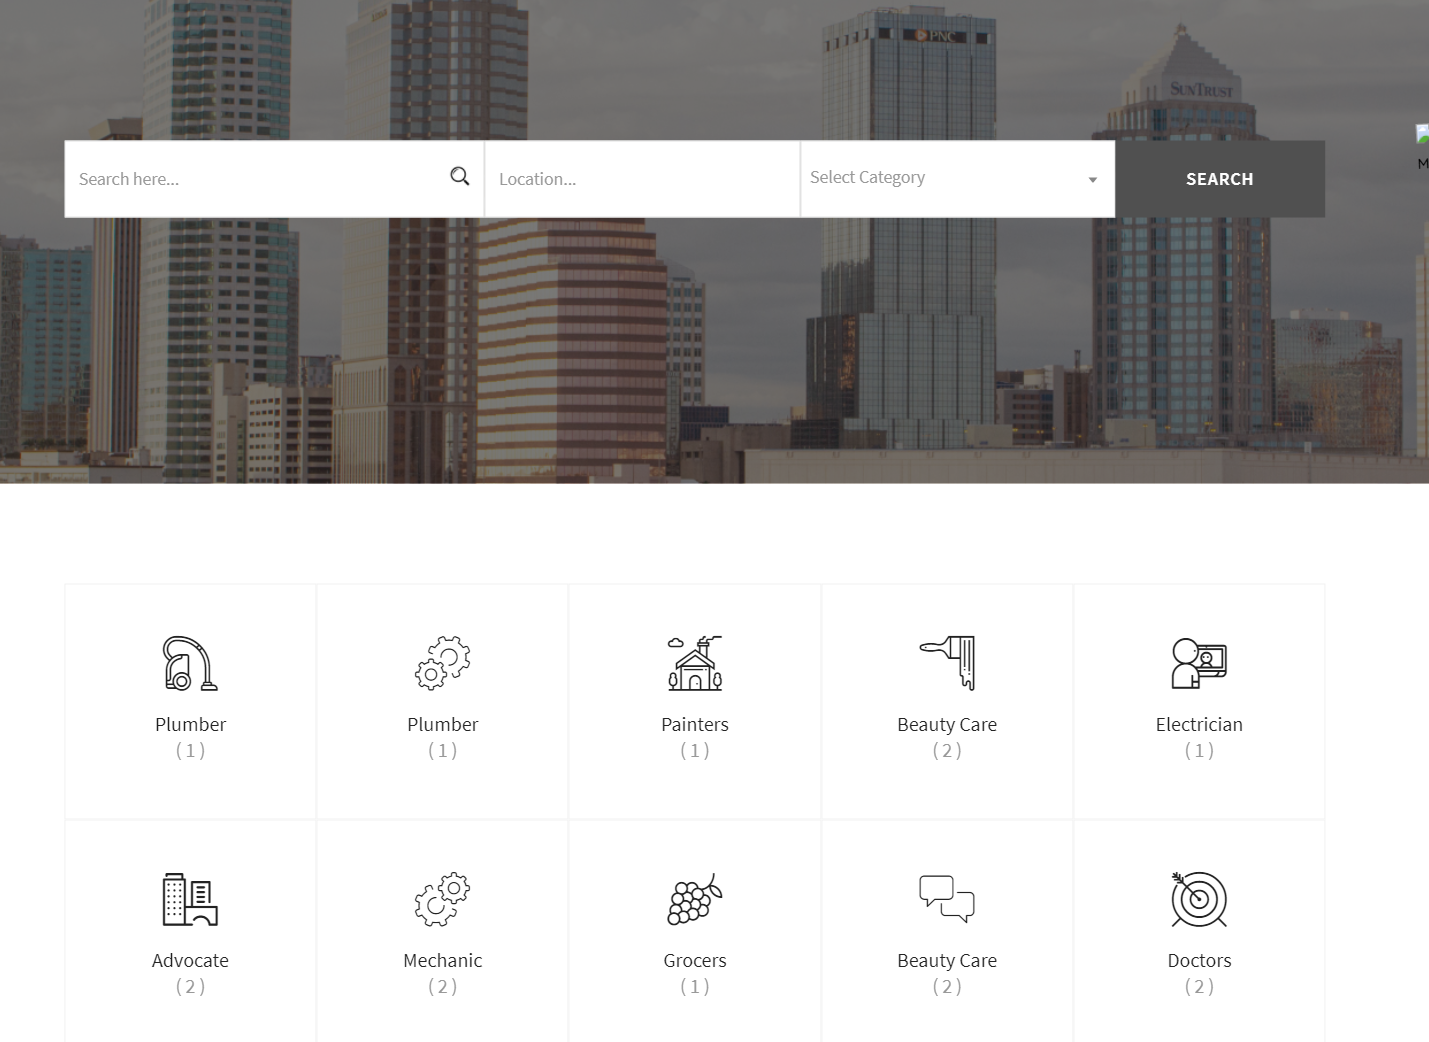 PNC
SunTrust
Search here...
Location...
Select Category
SEARCH
M
Plumber
( 1 )
Plumber
( 1 )
Painters
( 1 )
Beauty Care
( 2 )
Electrician
( 1 )
Advocate
( 2 )
Mechanic
( 2 )
Grocers
( 1 )
Beauty Care
( 2 )
Doctors
( 2 )